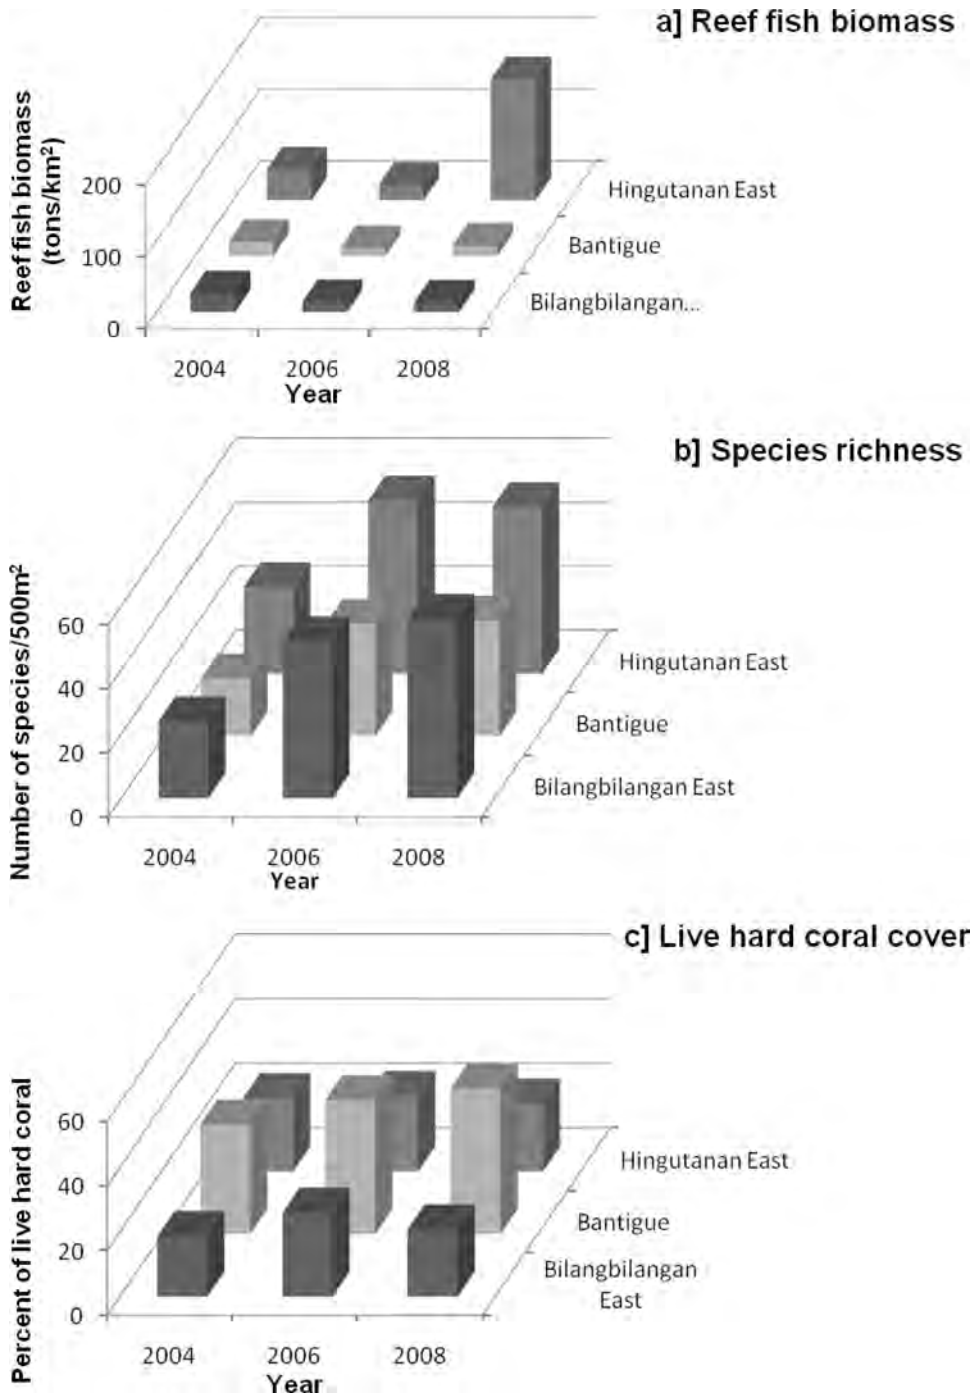 a] Reef fish biomass
Reef fish biomass
(tons/km²)
200
100
0
Hingutanan East
Bantigue
Bilangbilangan...
2004 2006 2008
Year
b] Species richness
Number of species/500m²
60
40
20
0
Hingutanan East
Bantigue
Bilangbilangan East
2004 2006 2008
Year
c] Live hard coral cover
Percent of live hard coral
60
40
20
0
Hingutanan East
Bantigue
Bilangbilangan
East
2004 2006 2008
Year